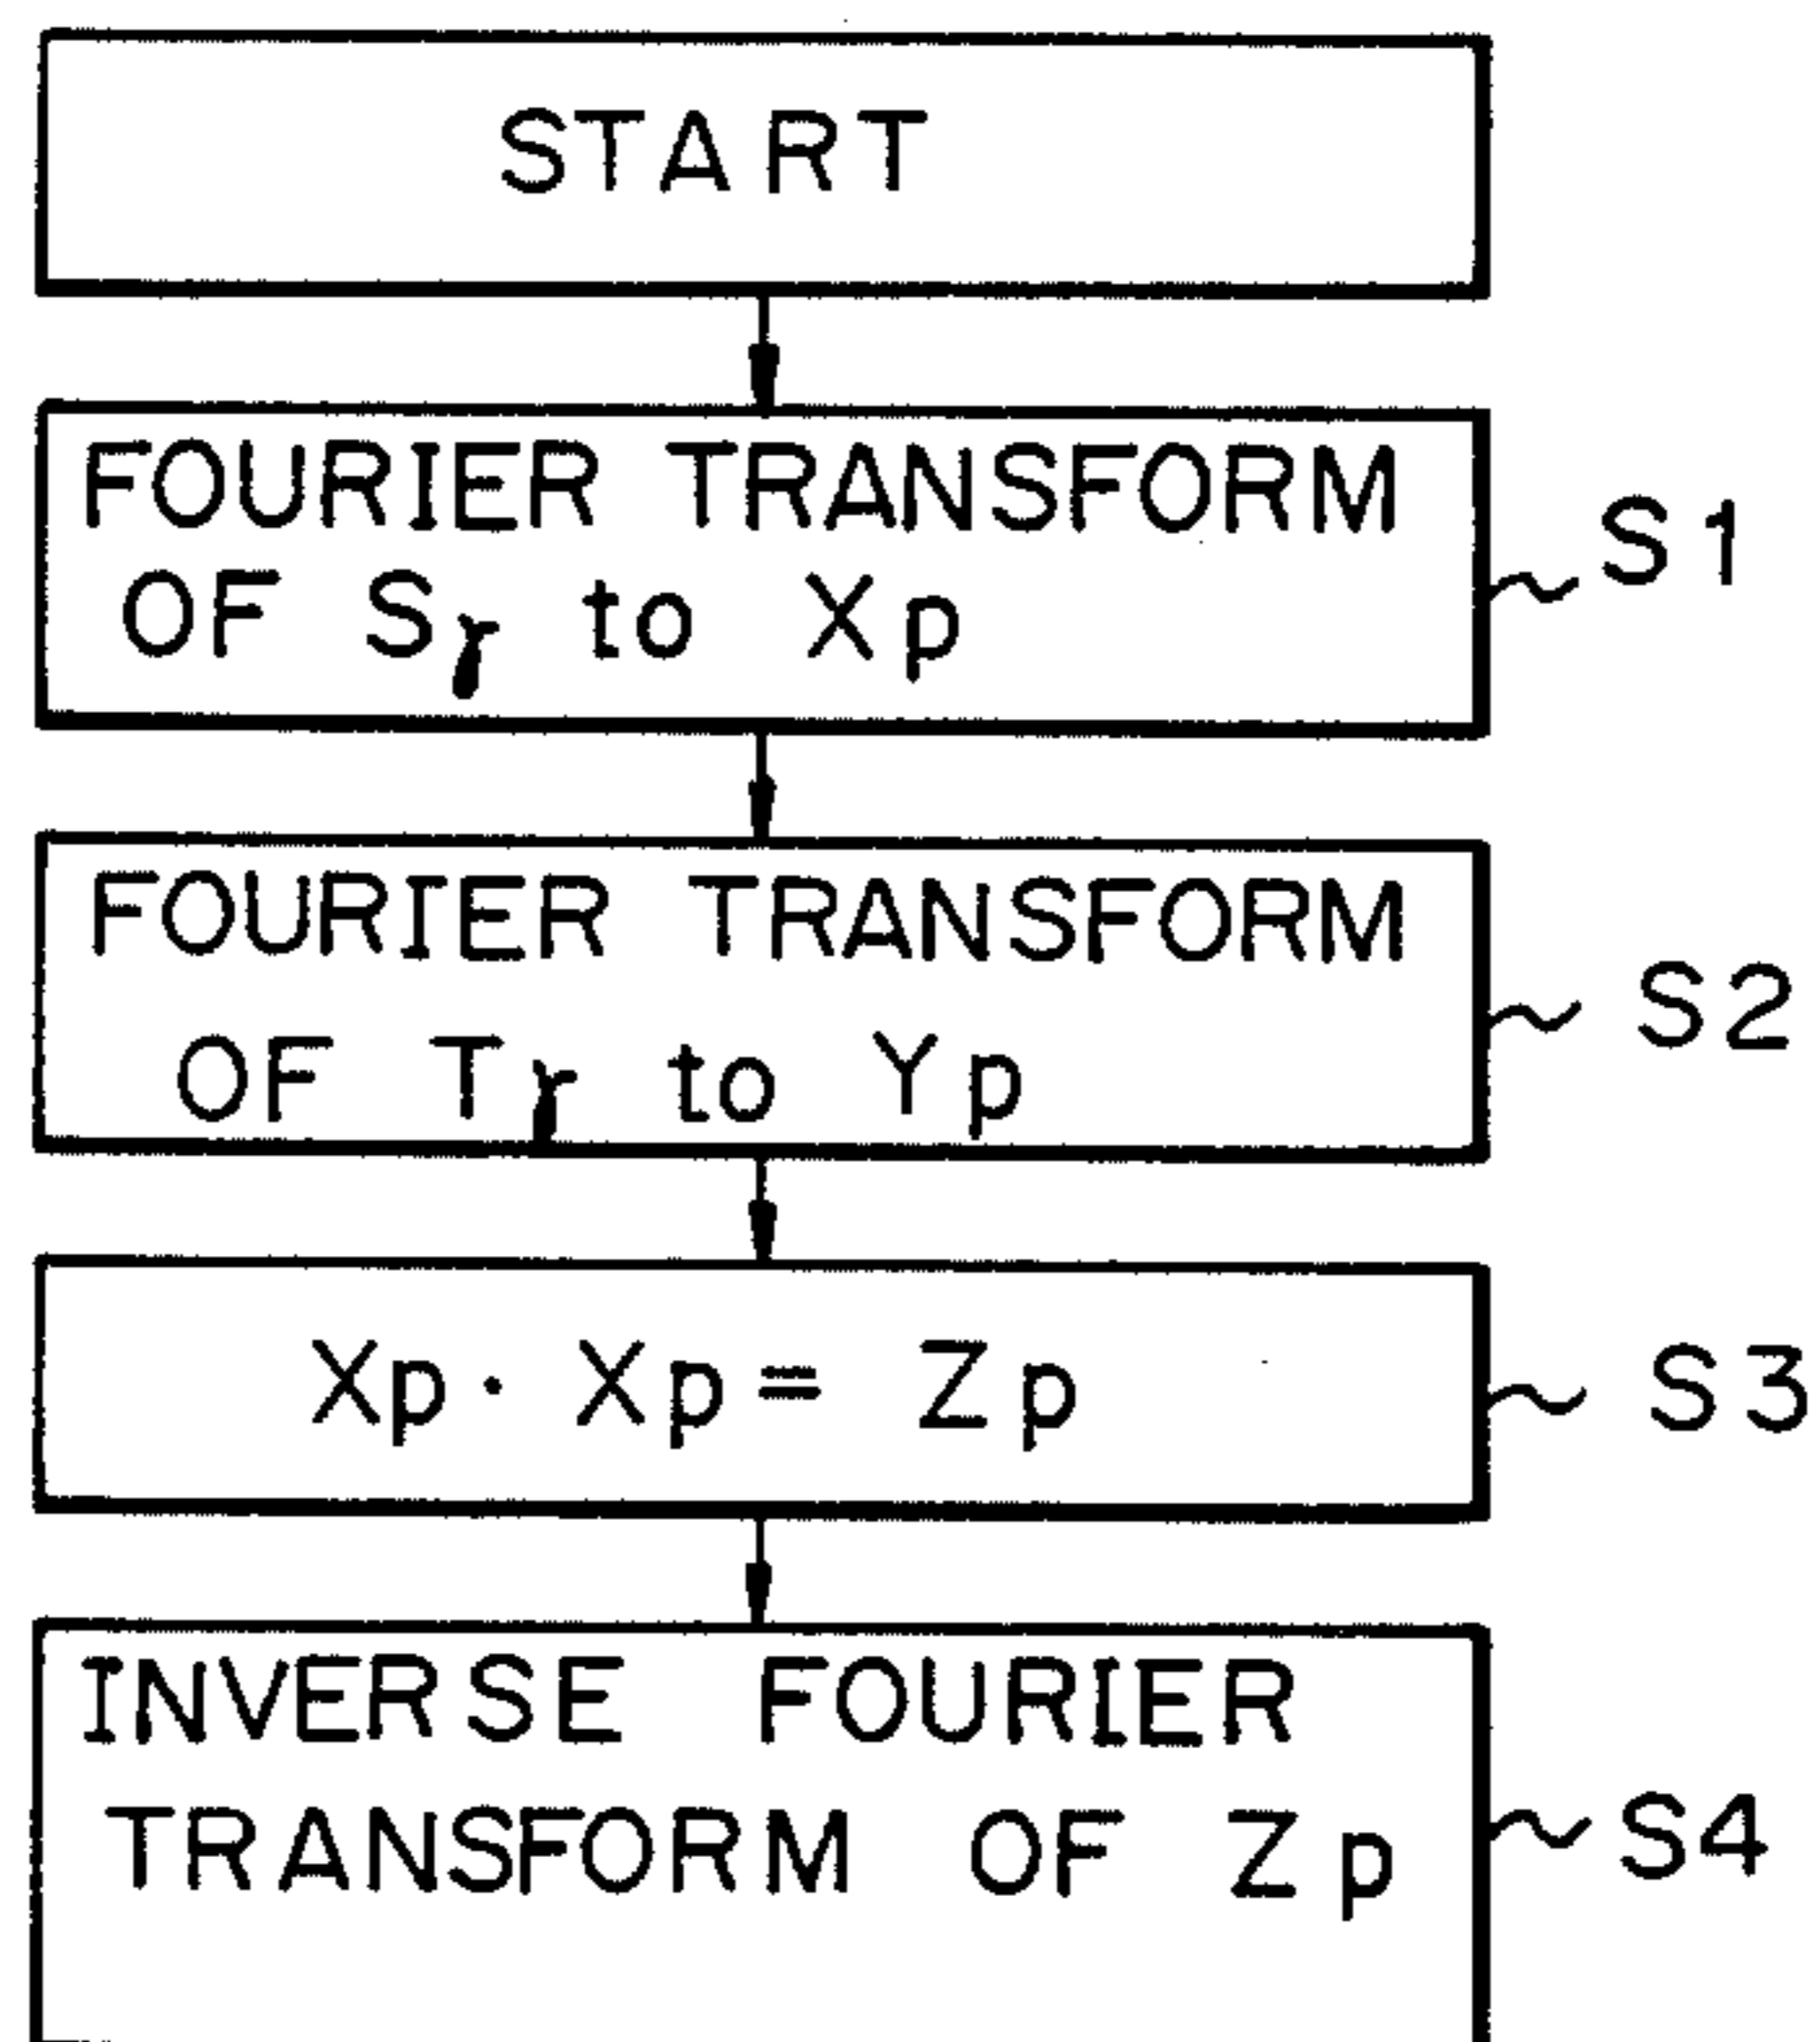 START
FOURIER TRANSFORM
OF Sγ to Xp
S1
FOURIER TRANSFORM
OF Tγ to Yp
S2
Xp · Xp = Zp
S3
INVERSE FOURIER
TRANSFORM OF Zp
S4